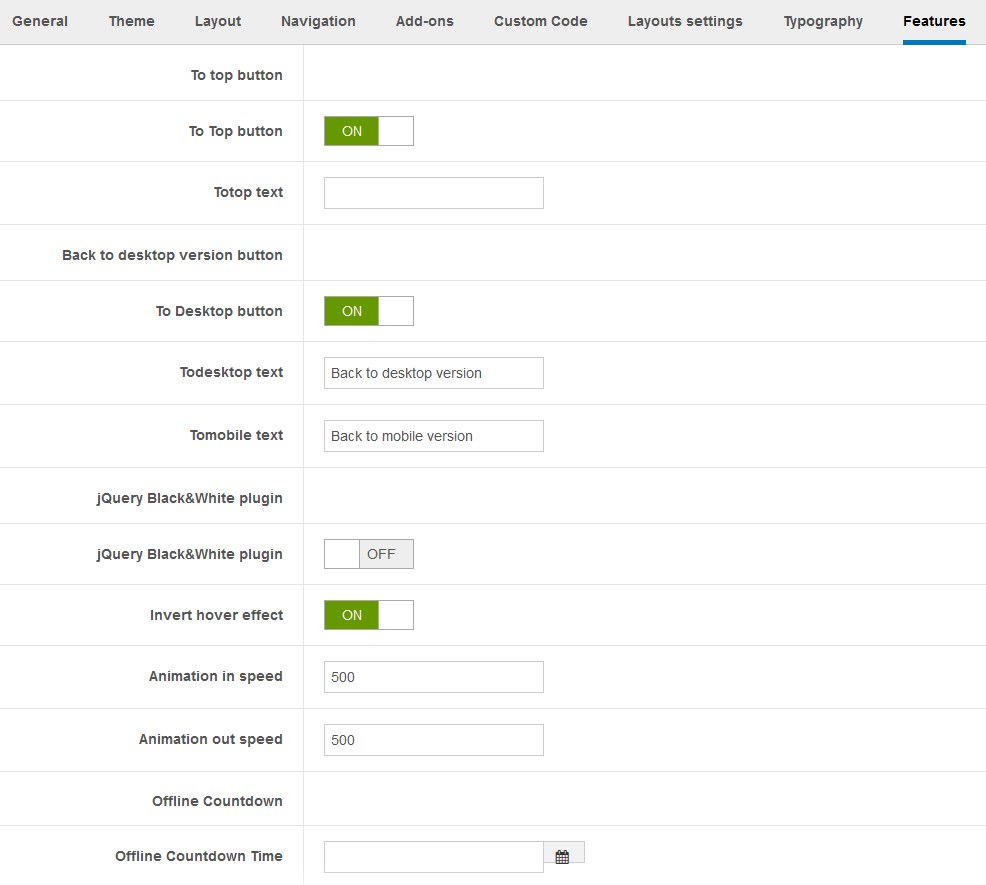 General Theme Layout Navigation Add-ons Custom Code Layouts settings Typography Features
To top button
To Top button ON
Totop text
Back to desktop version button
To Desktop button ON
Todesktop text Back to desktop version
Tomobile text Back to mobile version
jQuery Black&White plugin
jQuery Black&White plugin OFF
Invert hover effect ON
Animation in speed 500
Animation out speed 500
Offline Countdown
Offline Countdown Time